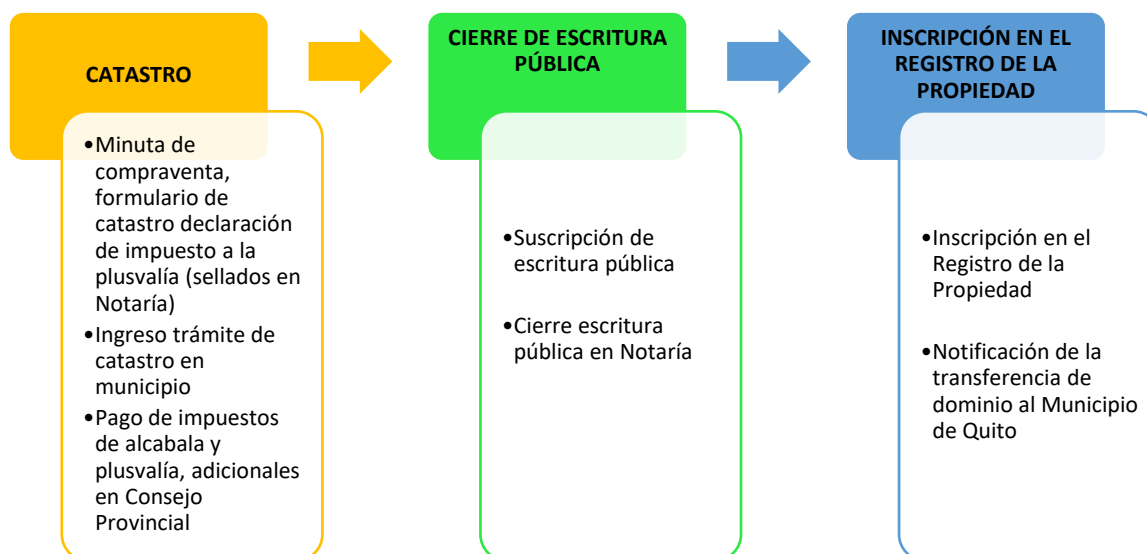 CATASTRO
•Minuta de
compraventa,
formulario de
catastro declaración
de impuesto a la
plusvalía (sellados en
Notaría)
•Ingreso trámite de
catastro en
municipio
•Pago de impuestos
de alcabala y
plusvalía, adicionales
en Consejo
Provincial
CIERRE DE ESCRITURA
PÚBLICA
•Suscripción de
escritura pública
•Cierre escritura
pública en Notaría
INSCRIPCIÓN EN EL
REGISTRO DE LA
PROPIEDAD
•Inscripción en el
Registro de la
Propiedad
•Notificación de la
transferencia de
dominio al Municipio
de Quito